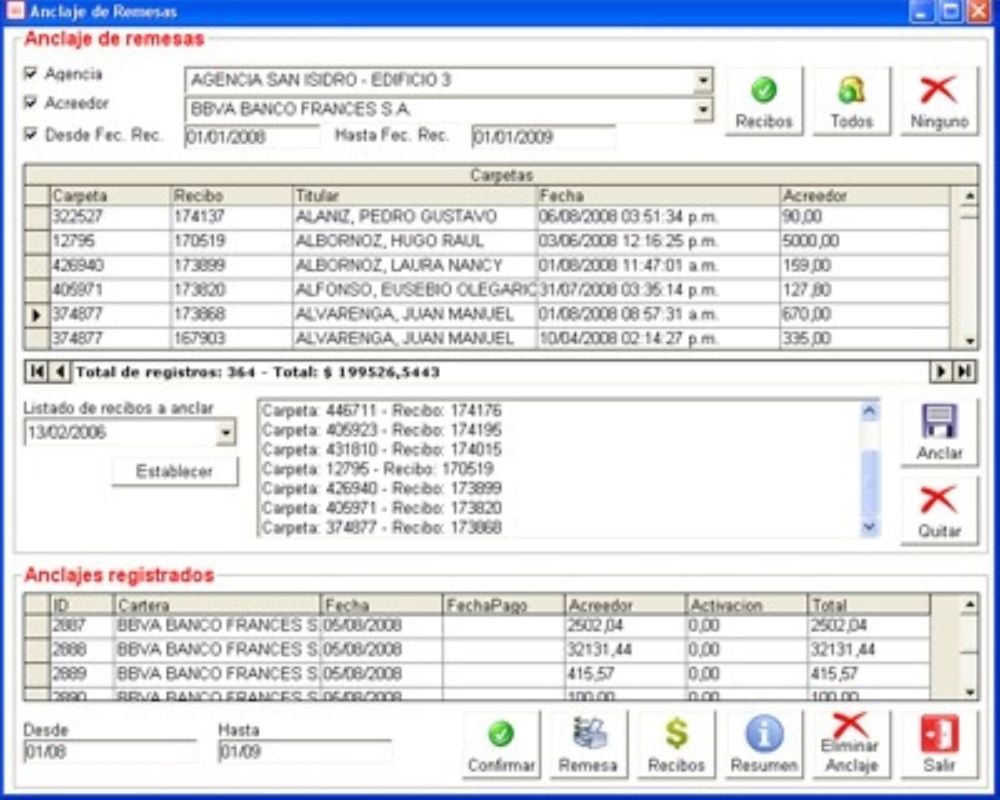 Anclaje de Remesas
Anclaje de remesas
Agencia AGENCIA SAN ISIDRO - EDIFICIO 3
Acreedor BBVA BANCO FRANCES S.A.
Desde Fec. Rec. 01/01/2008 Hasta Fec. Rec. 01/01/2009
Recibos Todos Ninguno
Carpetas
Carpeta Recibo Titular Fecha Acreedor
322527 174137 ALANIZ, PEDRO GUSTAVO 06/08/2008 03:51:34 p.m. 90,00
12795 170519 ALBORNOZ, HUGO RAUL 03/06/2008 12:16:25 p.m. 5000,00
426940 173899 ALBORNOZ, LAURA NANCY 01/08/2008 11:47:01 a.m. 159,00
405971 173820 ALFONSO, EUSEBIO OLEGARIO 31/07/2008 03:35:14 p.m. 127,80
374877 173868 ALVARENGA, JUAN MANUEL 01/08/2008 08:57:31 a.m. 670,00
374877 167903 ALVARENGA, JUAN MANUEL 10/04/2008 02:14:27 p.m. 335,00
Total de registros: 364 - Total: $ 199526,5443
Listado de recibos a anclar
13/02/2006
Establecer
Carpeta: 446711 - Recibo: 174176
Carpeta: 405923 - Recibo: 174195
Carpeta: 431810 - Recibo: 174015
Carpeta: 12795 - Recibo: 170519
Carpeta: 426940 - Recibo: 173899
Carpeta: 405971 - Recibo: 173820
Carpeta: 374877 - Recibo: 173868
Anclar
Quitar
Anclajes registrados
ID Cartera Fecha FechaPago Acreedor Activacion Total
2887 BBVA BANCO FRANCES S. 05/08/2008 2502,04 0,00 2502,04
2888 BBVA BANCO FRANCES S. 05/08/2008 32131,44 0,00 32131,44
2889 BBVA BANCO FRANCES S. 05/08/2008 415,57 0,00 415,57
2890 BBVA BANCO FRANCES S. 05/08/2008 100,00 0,00 100,00
Desde Hasta
01/08 01/09
Confirmar Remesa Recibos Resumen Eliminar Anclaje Salir